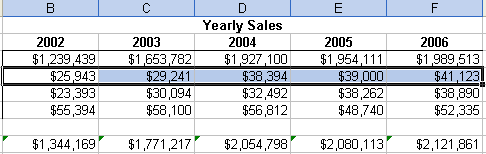 B C D E F
Yearly Sales
2002 2003 2004 2005 2006
$1,239,439 $1,653,782 $1,927,100 $1,954,111 $1,989,513
$25,943 $29,241 $38,394 $39,000 $41,123
$23,393 $30,094 $32,492 $38,262 $38,890
$55,394 $58,100 $56,812 $48,740 $52,335
$1,344,169 $1,771,217 $2,054,798 $2,080,113 $2,121,861